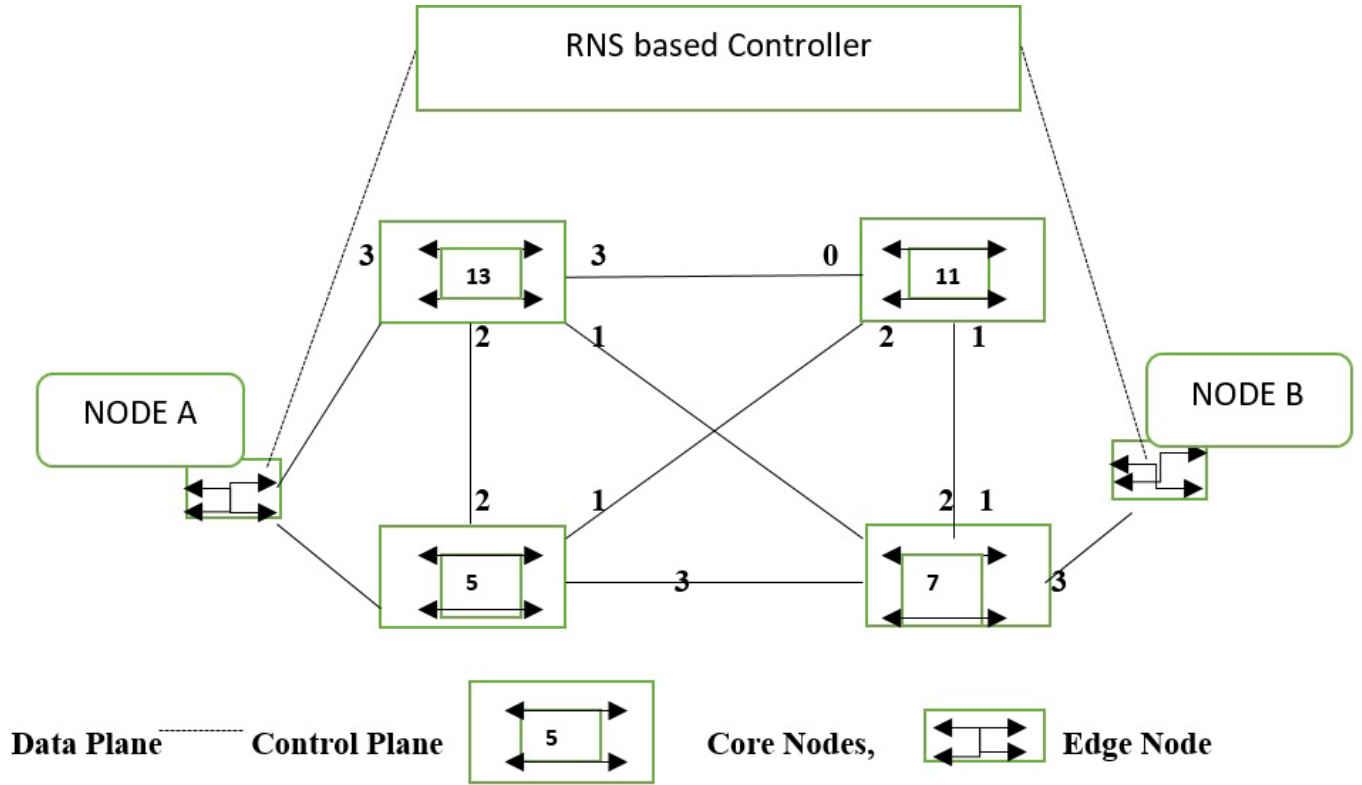 RNS based Controller
3 3 0
13 11
2 1 2 1
NODE A NODE B
2 1 2 1
5 3 7 3
Data Plane Control Plane 5 Core Nodes, Edge Node